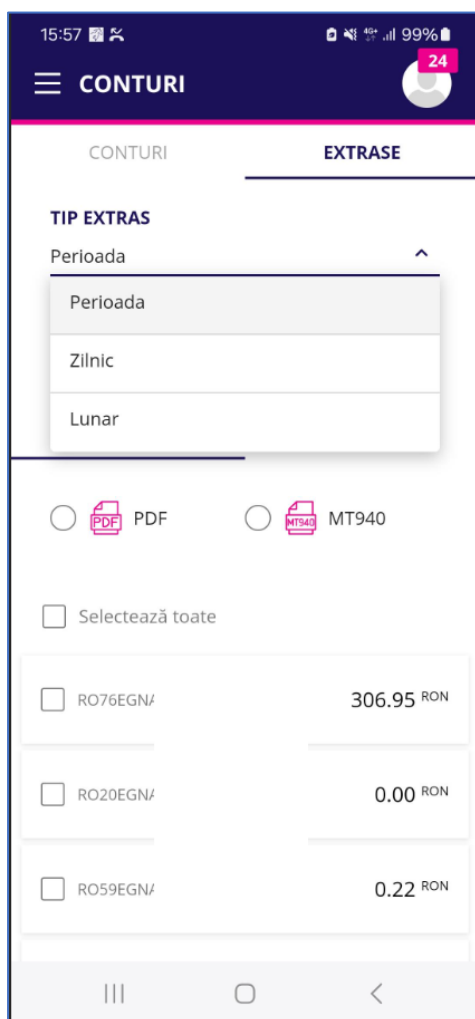 15:57 4G+ 99%
24
CONTURI
CONTURI EXTRASE
TIP EXTRAS
Perioada
Perioada
Zilnic
Lunar
PDF PDF MT940 MT940
Selectează toate
RO76EGNA 306.95 RON
RO20EGNA 0.00 RON
RO59EGNA 0.22 RON